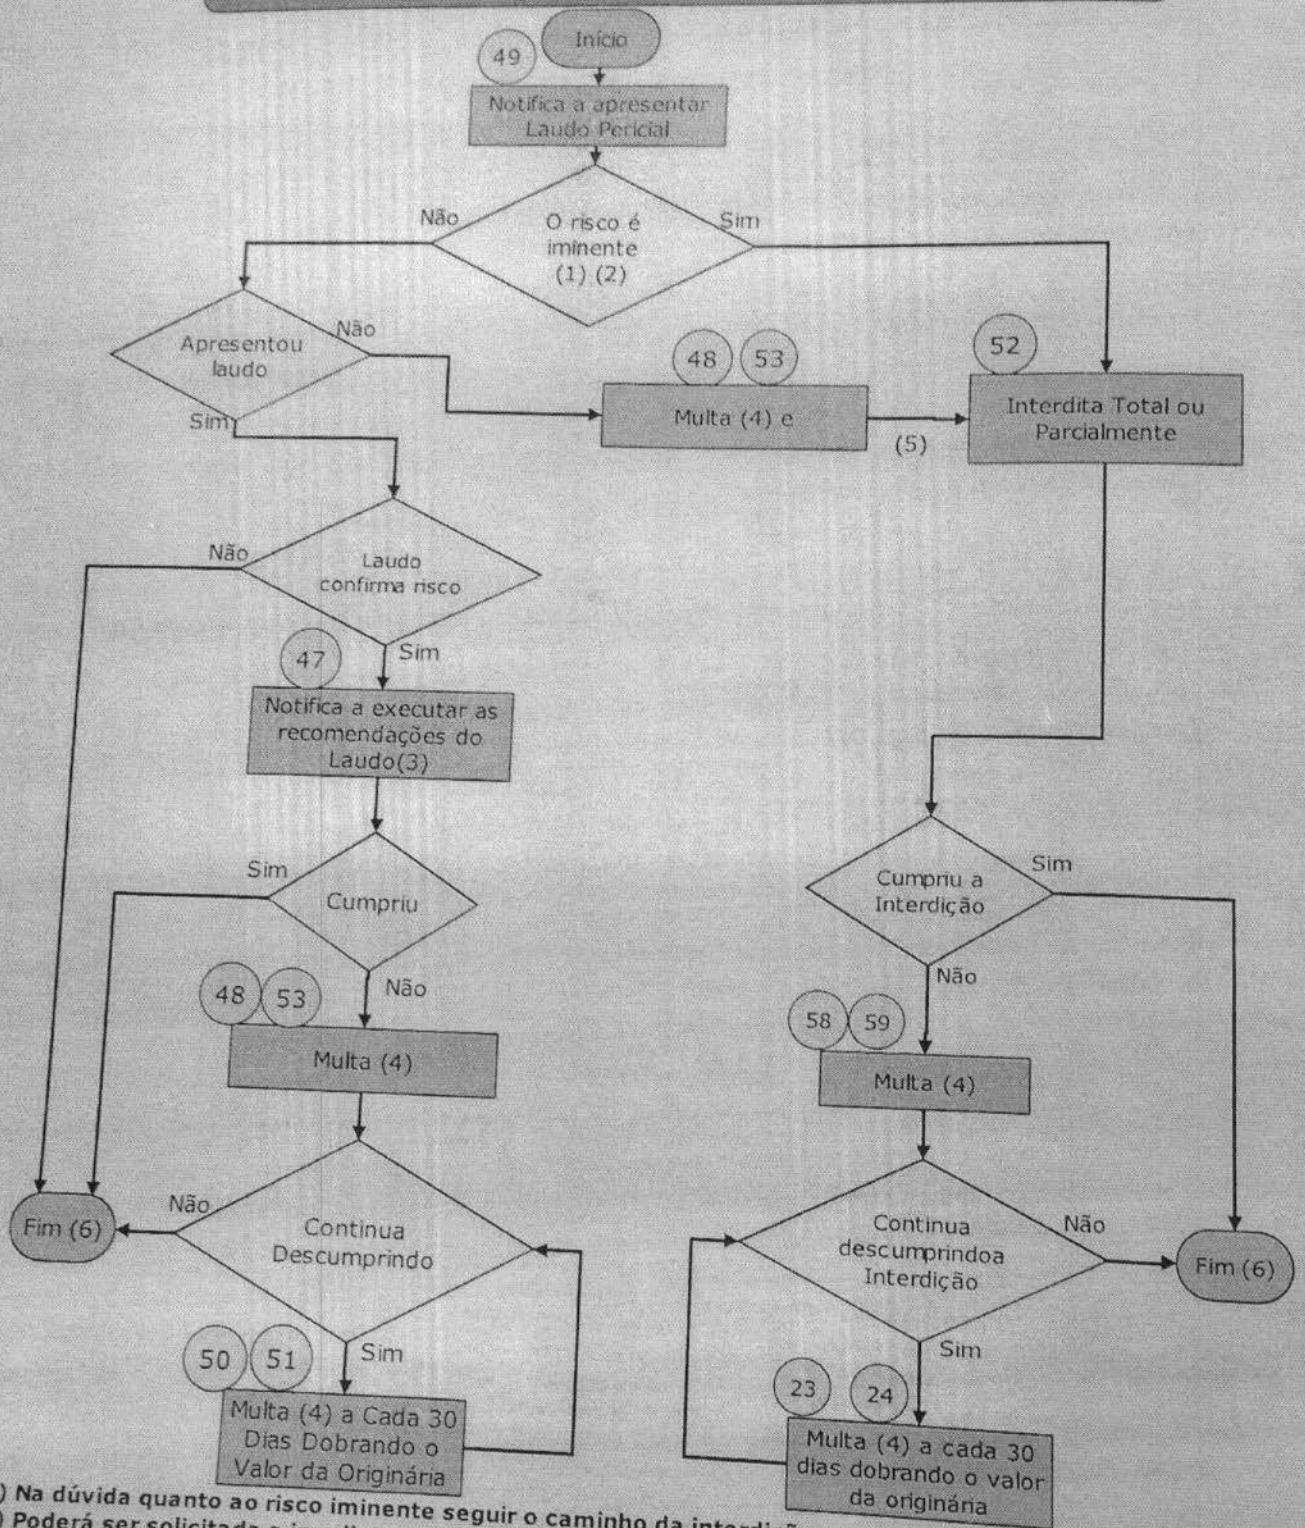 Início
49
Notifica a apresentar
Laudo Pericial
O risco é
iminente
(1) (2)
Não
Sim
Apresentou
laudo
Não
Sim
48
53
Multa (4) e
(5)
52
Interdita Total ou
Parcialmente
Laudo
confirma risco
Não
Sim
47
Notifica a executar as
recomendações do
Laudo(3)
Cumpriu
Sim
Não
48
53
Multa (4)
Continua
Descumprindo
Não
Fim (6)
Sim
50
51
Multa (4) a Cada 30
Dias Dobrando o
Valor da Originária
Cumpriu a
Interdição
Sim
Não
58
59
Multa (4)
Continua
descumprindoa
Interdição
Não
Fim (6)
Sim
23
24
Multa (4) a cada 30
dias dobrando o valor
da originária
) Na dúvida quanto ao risco iminente seguir o caminho da
) Poderá ser